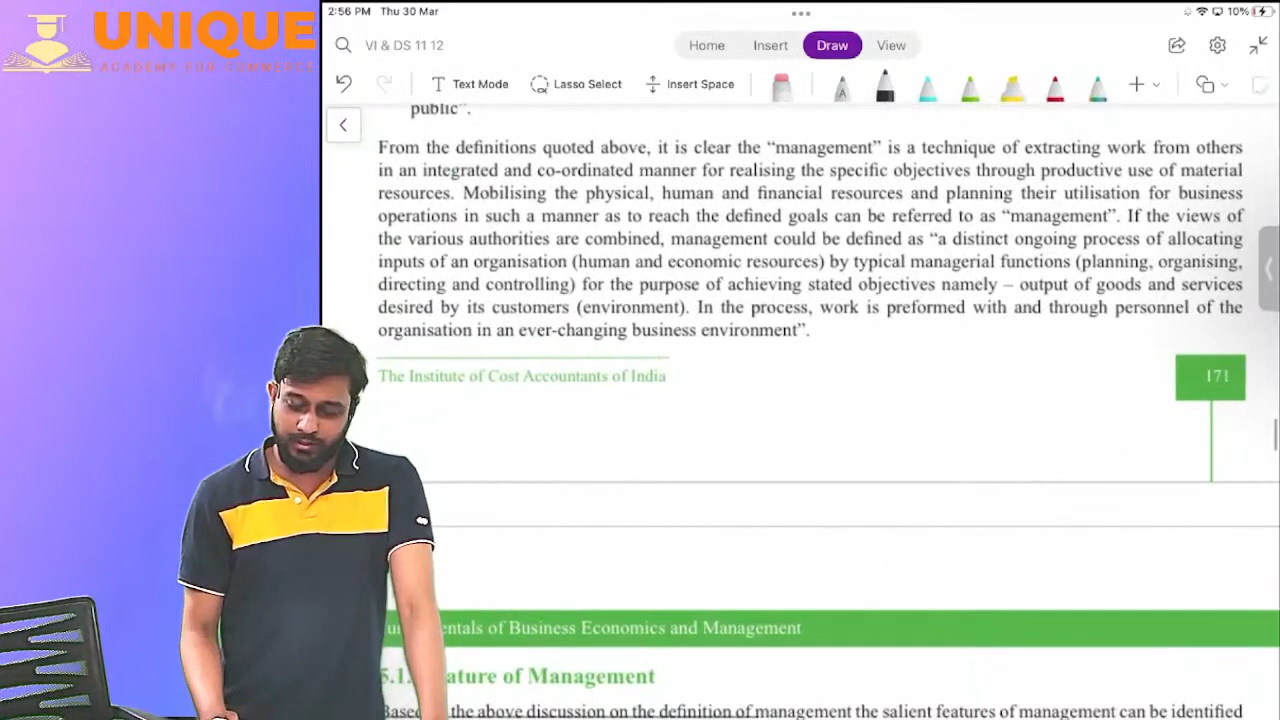 UNIQUE
ACADEMY FOR COMMERCE
2:56 PM Thu 30 Mar
10%
VI & DS 11 12
Home Insert Draw View
Text Mode Lasso Select Insert Space
public”.
From the definitions quoted above, it is clear the “management” is a technique of extracting work from others
in an integrated and co-ordinated manner for realising the specific objectives through productive use of material
resources. Mobilising the physical, human and financial resources and planning their utilisation for business
operations in such a manner as to reach the defined goals can be referred to as “management”. If the views of
the various authorities are combined, management could be defined as “a distinct ongoing process of allocating
inputs of an organisation (human and economic resources) by typical managerial functions (planning, organising,
directing and controlling) for the purpose of achieving stated objectives namely – output of goods and services
desired by its customers (environment). In the process, work is preformed with and through personnel of the
organisation in an ever-changing business environment”.
The Institute of Cost Accountants of India
171
entals of Business Economics and Management
5.1. ature of Management
Based the above discussion on the definition of management the salient features of management can be identified